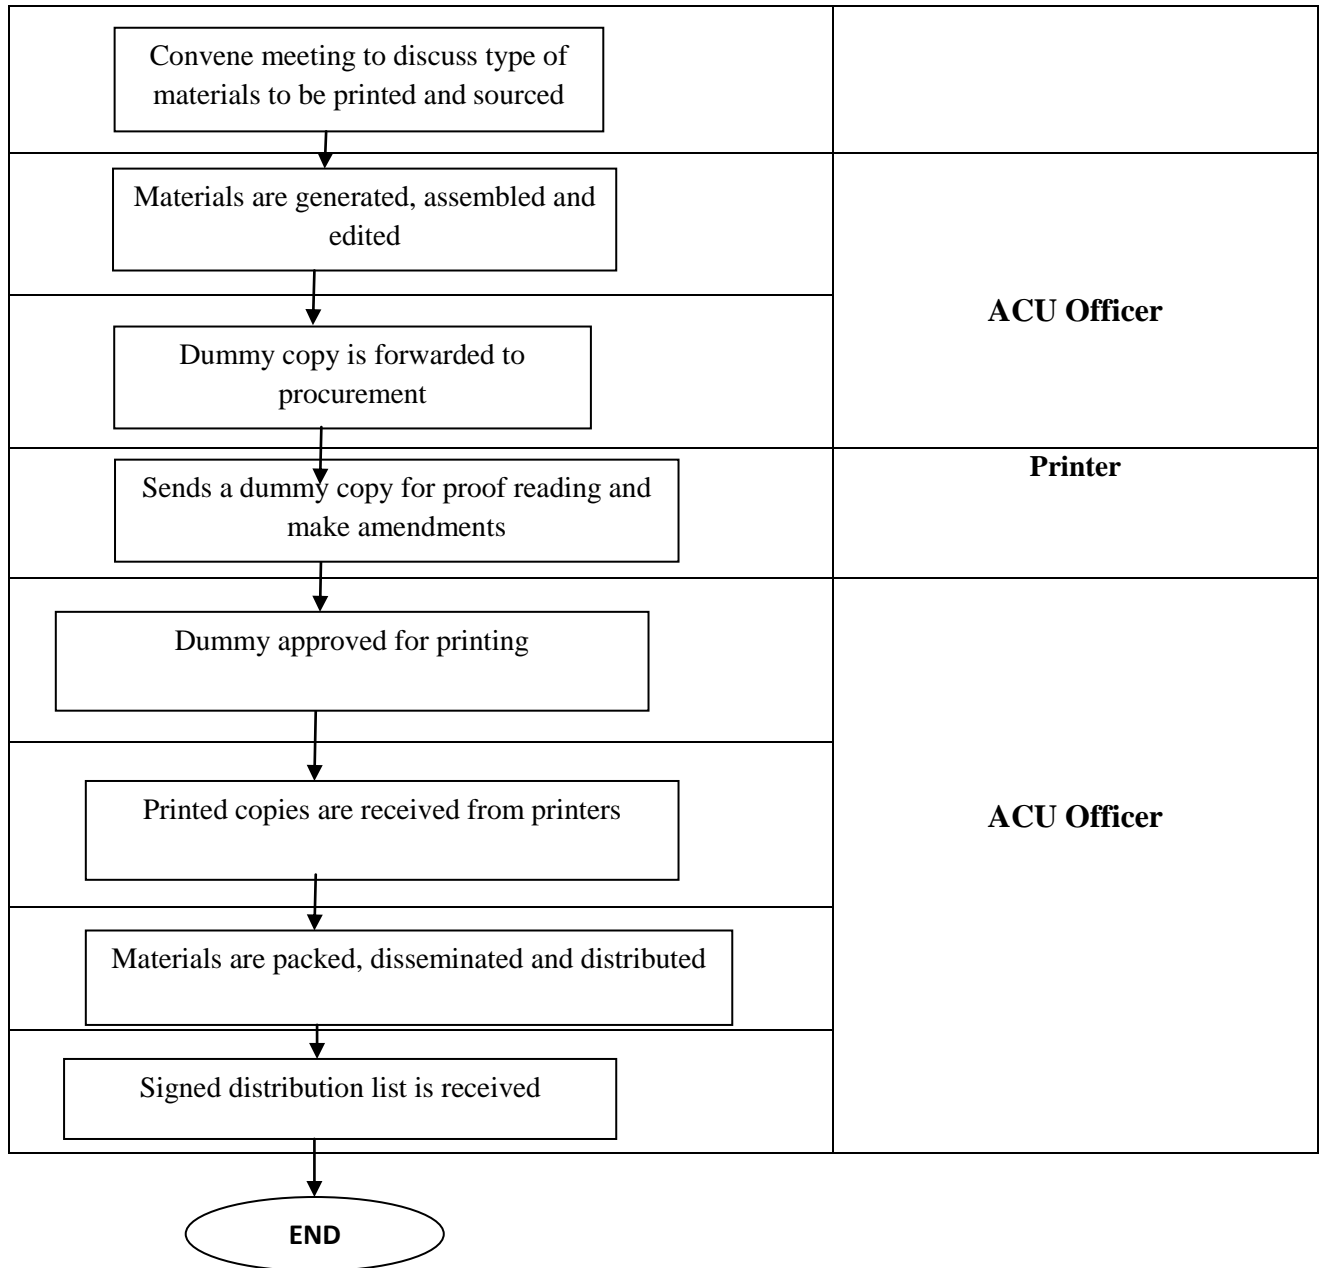 Convene meeting to discuss type of
materials to be printed and sourced
Materials are generated, assembled and
edited
ACU Officer
Dummy copy is forwarded to
procurement
Printer
Sends a dummy copy for proof reading and
make amendments
Dummy approved for printing
Printed copies are received from printers
ACU Officer
Materials are packed, disseminated and distributed
Signed distribution list is received
END